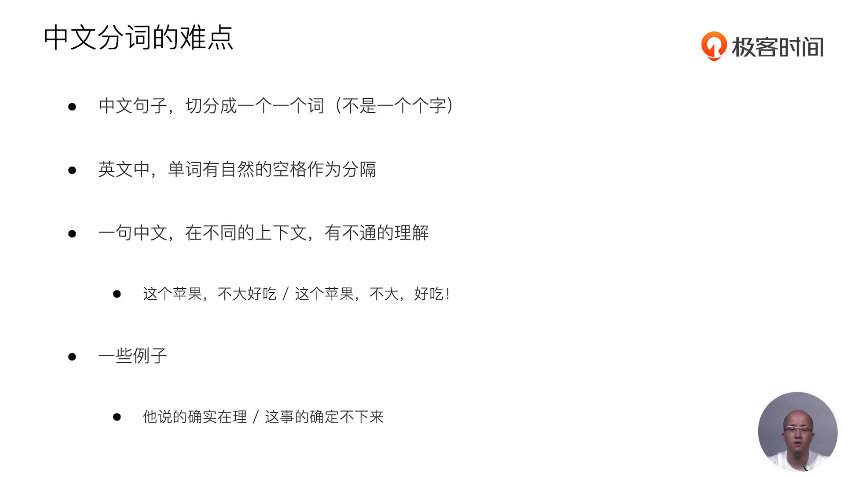 中文分词的难点
极客时间
中文句子，切分成一个一个词（不是一个个字）
英文中，单词有自然的空格作为分隔
一句中文，在不同的上下文，有不通的理解
这个苹果，不大好吃 / 这个苹果，不大，好吃！
一些例子
他说的确实在理 / 这事的确定不下来